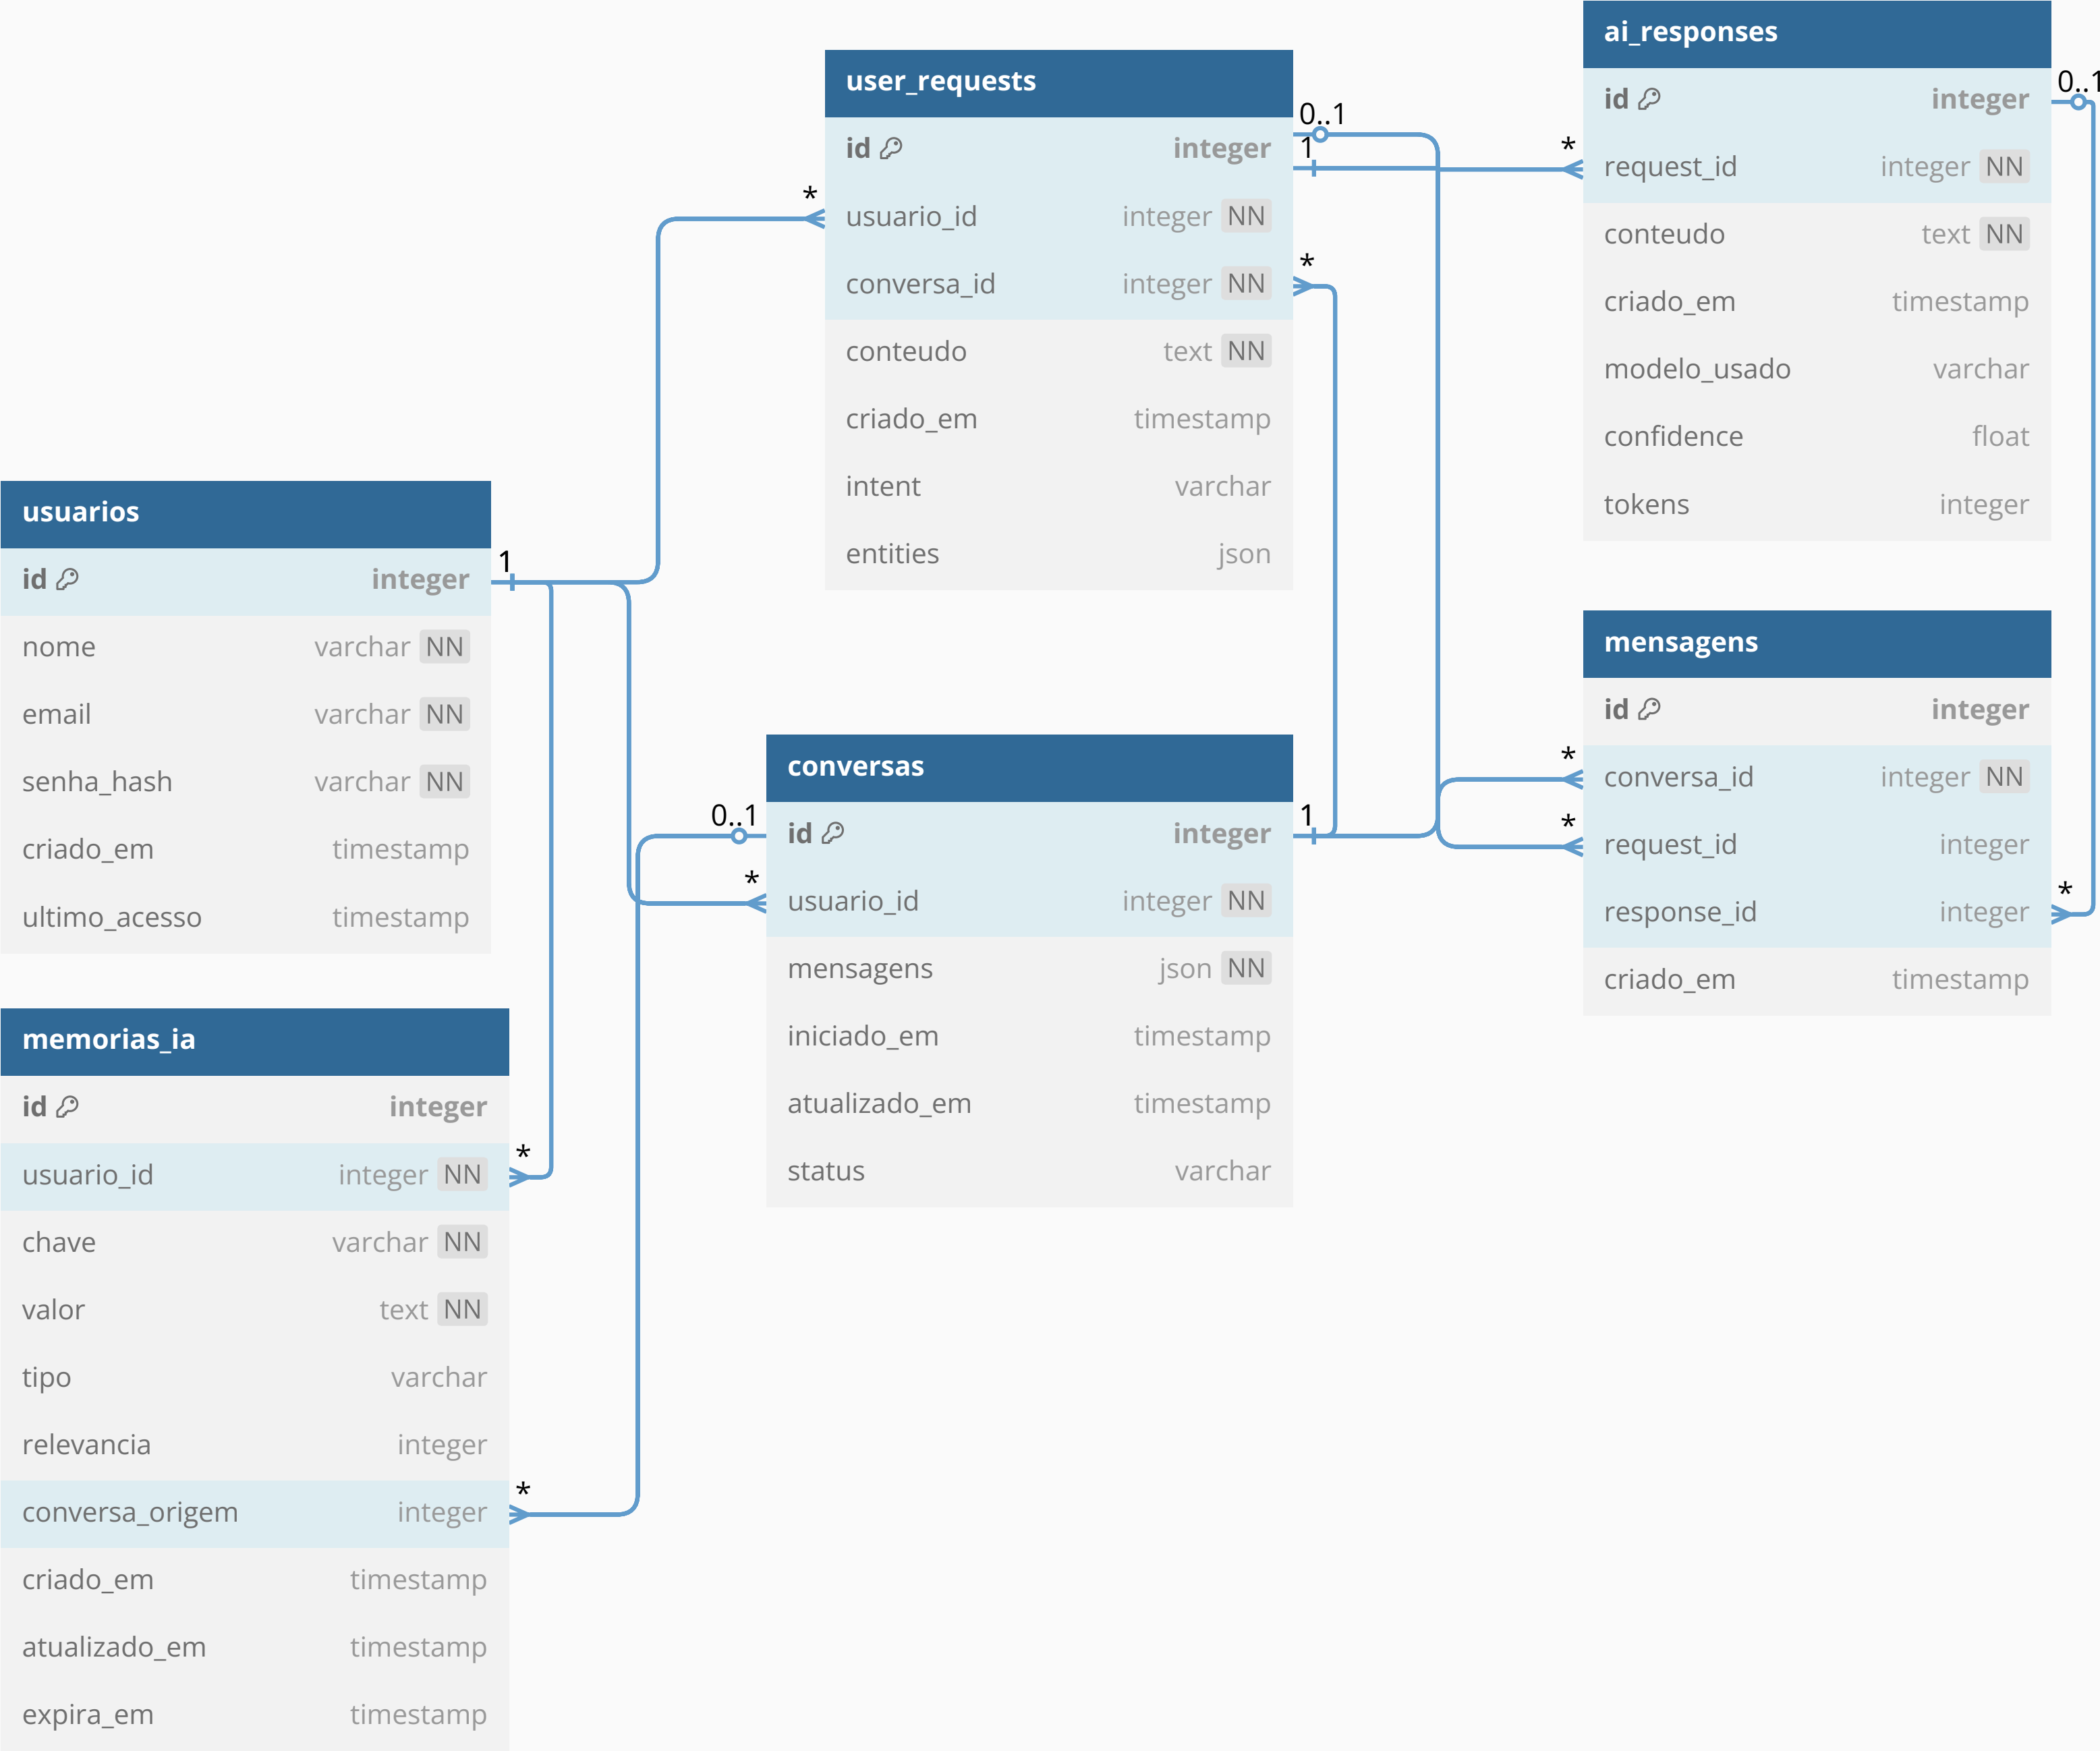 usuarios
id integer
nome varchar NN
email varchar NN
senha_hash varchar NN
criado_em timestamp
ultimo_acesso timestamp
1
memorias_ia
id integer
usuario_id integer NN
chave varchar NN
valor text NN
tipo varchar
relevancia integer
conversa_origem integer
criado_em timestamp
atualizado_em timestamp
expira_em timestamp
*
*
user_requests
id integer
usuario_id integer NN
conversa_id integer NN
conteudo text NN
criado_em timestamp
intent varchar
entities json
*
0..1
1
*
conversas
id integer
usuario_id integer NN
mensagens json NN
iniciado_em timestamp
atualizado_em timestamp
status varchar
0..1
*
1
ai_responses
id integer
request_id integer NN
conteudo text NN
criado_em timestamp
modelo_usado varchar
confidence float
tokens integer
*
0..1
mensagens
id integer
conversa_id integer NN
request_id integer
response_id integer
criado_em timestamp
*
*
*